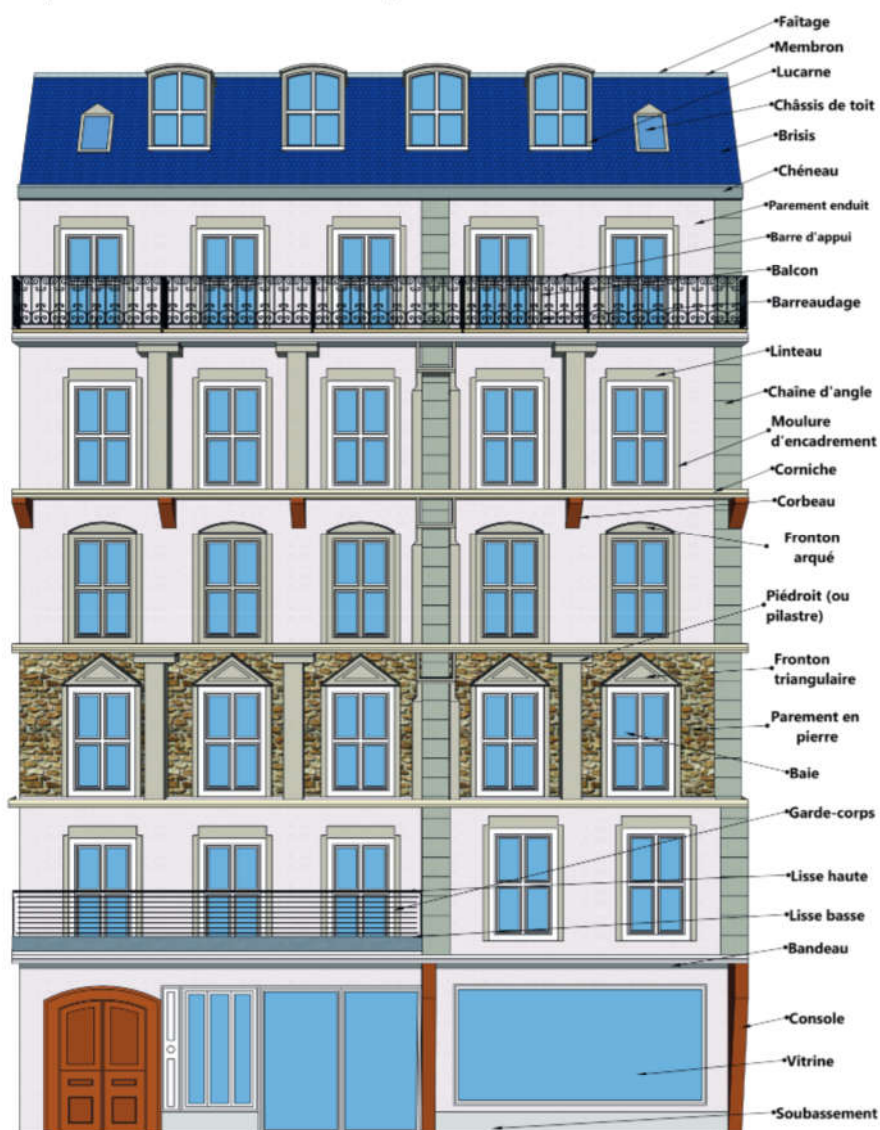 Faîtage
Membron
Lucarne
Châssis de toit
Brisis
Chéneau
Parement enduit
Barre d'appui
Balcon
Barreaudage
Linteau
Chaîne d'angle
Moulure
d'encadrement
Corniche
Corbeau
Fronton
arqué
Piédroit (ou
pilastre)
Fronton
triangulaire
Parement en
pierre
Baie
Garde-corps
Lisse haute
Lisse basse
Bandeau
Console
Vitrine
Soubassement